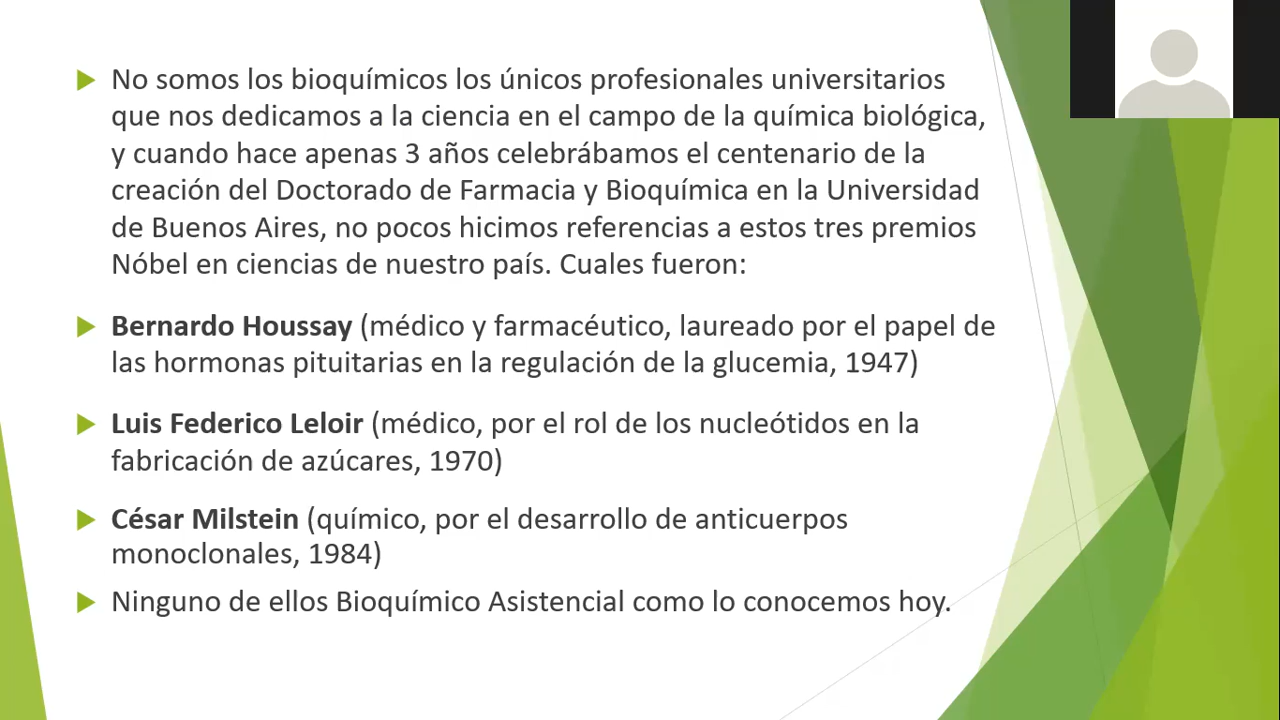 No somos los bioquímicos los únicos profesionales universitarios
que nos dedicamos a la ciencia en el campo de la química biológica,
y cuando hace apenas 3 años celebrábamos el centenario de la
creación del Doctorado de Farmacia y Bioquímica en la Universidad
de Buenos Aires, no pocos hicimos referencias a estos tres premios
Nóbel en ciencias de nuestro país. Cuales fueron:
Bernardo Houssay (médico y farmacéutico, laureado por el papel de
las hormonas pituitarias en la regulación de la glucemia, 1947)
Luis Federico Leloir (médico, por el rol de los nucleótidos en la
fabricación de azúcares, 1970)
César Milstein (químico, por el desarrollo de anticuerpos
monoclonales, 1984)
Ninguno de ellos Bioquímico Asistencial como lo conocemos hoy.